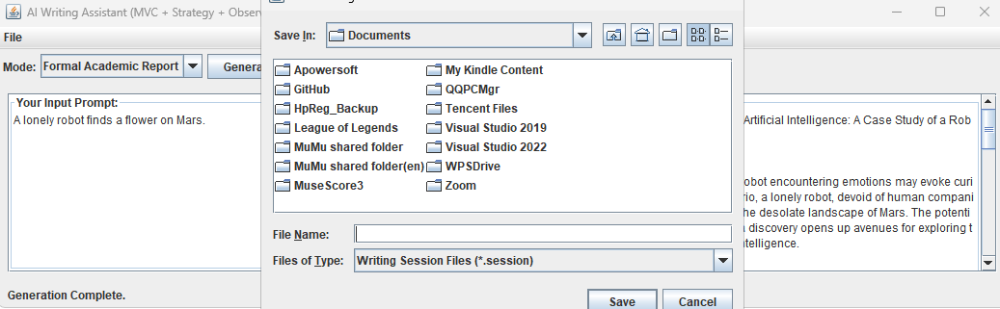 AI Writing Assistant (MVC + Strategy + Obser
File
Mode: Formal Academic Report Genera
Your Input Prompt:
A lonely robot finds a flower on Mars.
Generation Complete.
Save In: Documents
Apowersoft
GitHub
HpReg_Backup
League of Legends
MuMu shared folder
MuMu shared folder(en)
MuseScore3
My Kindle Content
QQPCMgr
Tencent Files
Visual Studio 2019
Visual Studio 2022
WPSDrive
Zoom
File Name:
Files of Type: Writing Session Files (*.session)
Save Cancel
Artificial Intelligence: A Case Study of a Rob
obot encountering emotions may evoke curi
rio, a lonely robot, devoid of human compani
he desolate landscape of Mars. The potenti
discovery opens up avenues for exploring t
ntelligence.